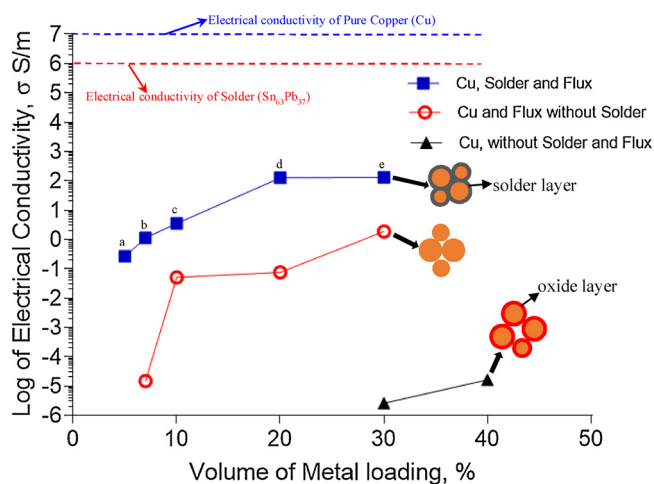 Electrical conductivity of Pure Copper (Cu)
Electrical conductivity of Solder (Sn63Pb37)
Cu, Solder and Flux
Cu and Flux without Solder
Cu, without Solder and Flux
solder layer
oxide layer
a
b
c
d
e
Log of Electrical Conductivity, σ S/m
7
6
5
4
3
2
1
0
-1
-2
-3
-4
-5
-6
0 10 20 30 40 50
Volume of Metal loading, %